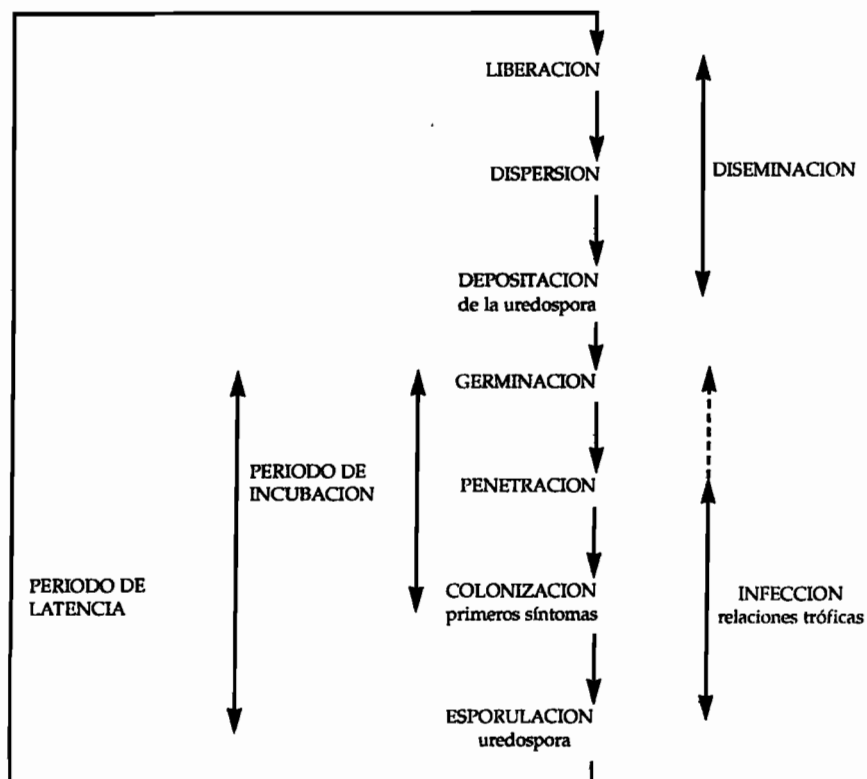 LIBERACION
DISPERSION
DISEMINACION
DEPOSITACION
de la uredospora
GERMINACION
PERIODO DE
INCUBACION
PENETRACION
PERIODO DE
LATENCIA
COLONIZACION
primeros síntomas
INFECCION
relaciones tróficas
ESPORULACION
uredospora